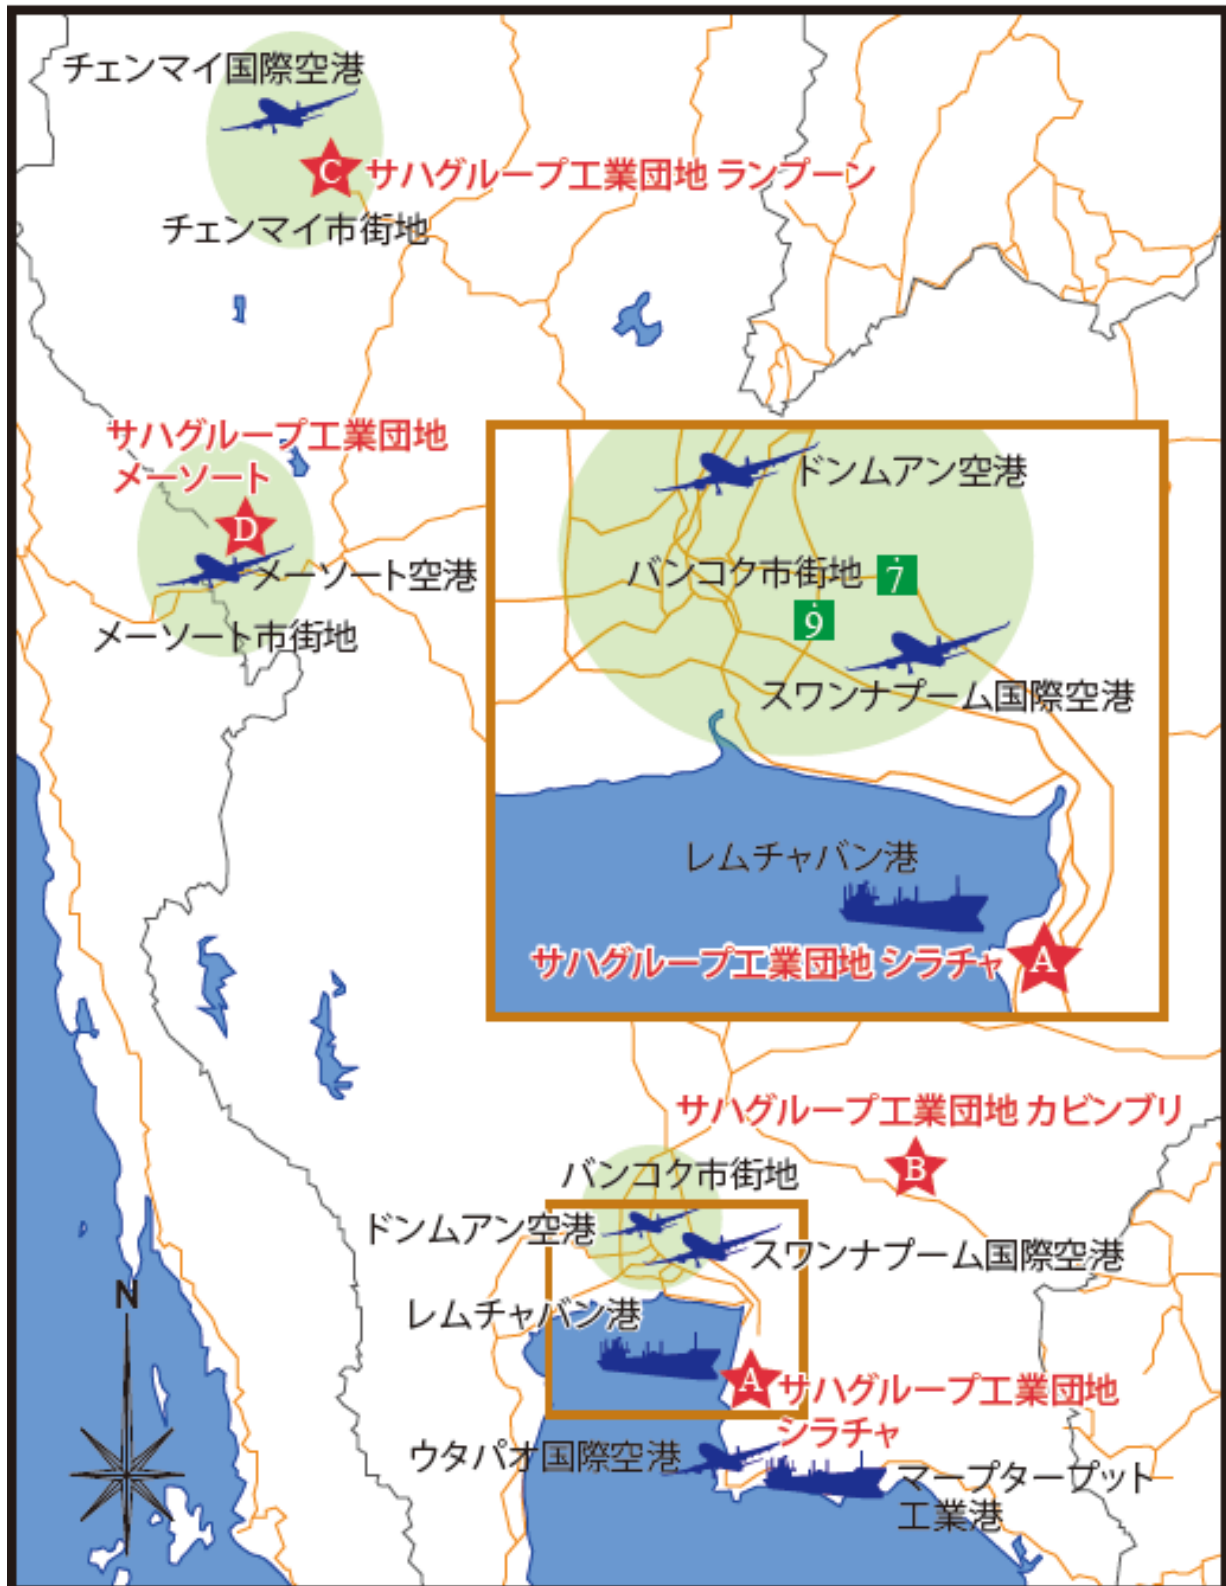 チェンマイ国際空港
C
サハグループ工業団地 ランプーン
チェンマイ市街地
サハグループ工業団地
メーソート
D
メーソート空港
メーソート市街地
ドンムアン空港
バンコク市街地
7
9
スワンナプーム国際空港
レムチャバン港
サハグループ工業団地 シラチャ
A
サハグループ工業団地 カビンブリ
B
バンコク市街地
ドンムアン空港
スワンナプーム国際空港
レムチャバン港
A
サハグループ工業団地
シラチャ
ウタパオ国際空港
マープタープット
工業港
N